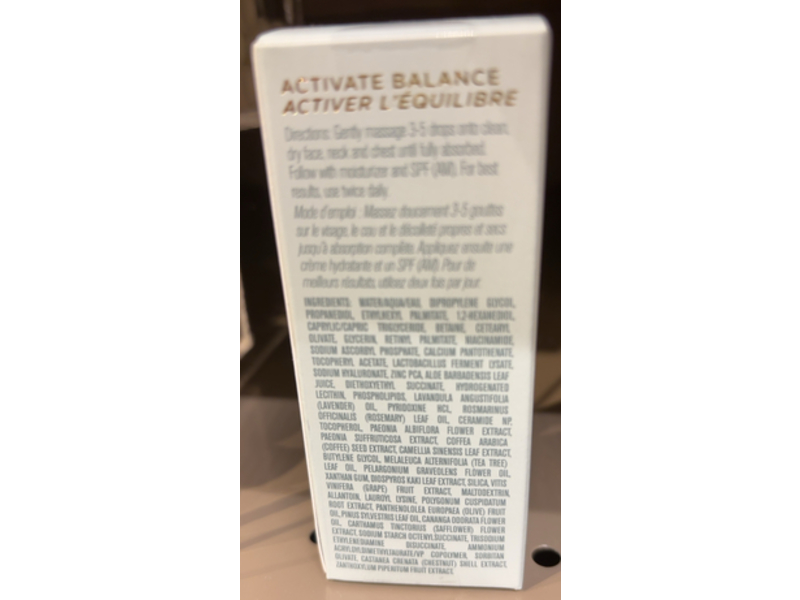 ACTIVATE BALANCE
ACTIVER L'ÉQUILIBRE
Directions: Gently massage 3-5 drops onto clean,
dry face, neck and chest until fully absorbed.
Follow with moisturizer and SPF (AM). For best
results, use twice daily.
Mode d'emploi : Massez doucement 3-5 gouttes
sur le visage, le cou et le décolleté propres et secs
jusqu'à absorption complète. Appliquez ensuite une
crème hydratante et un SPF (AM). Pour de
meilleurs résultats, utilisez deux fois par jour.
INGREDIENTS: WATER/AQUA/EAU, DIPROPYLENE GLYCOL,
PROPANEDIOL, ETHYLHEXYL PALMITATE, 1,2-HEXANEDIOL,
CAPRYLIC/CAPRIC TRIGLYCERIDE, BETAINE, CETEARYL
OLIVATE, GLYCERIN, RETINYL PALMITATE, NIACINAMIDE,
SODIUM ASCORBYL PHOSPHATE, CALCIUM PANTOTHENATE,
TOCOPHERYL ACETATE, LACTOBACILLUS FERMENT LYSATE,
SODIUM HYALURONATE, ZINC PCA, ALOE BARBADENSIS LEAF
JUICE, DIETHOXYETHYL SUCCINATE, HYDROGENATED
LECITHIN, PHOSPHOLIPIDS, LAVANDULA ANGUSTIFOLIA
(LAVENDER) OIL, PYRIDOXINE HCL, ROSMARINUS
OFFICINALIS (ROSEMARY) LEAF OIL, CERAMIDE NP,
TOCOPHEROL, PAEONIA ALBIFLORA FLOWER EXTRACT,
PAEONIA SUFFRUTICOSA EXTRACT, COFFEA ARABICA
(COFFEE) SEED EXTRACT, CAMELLIA SINENSIS LEAF EXTRACT,
BUTYLENE GLYCOL, MELALEUCA ALTERNIFOLIA (TEA TREE)
LEAF OIL, PELARGONIUM GRAVEOLENS FLOWER OIL,
XANTHAN GUM, DIOSPYROS KAKI LEAF EXTRACT, SILICA, VITIS
VINIFERA (GRAPE) FRUIT EXTRACT, MALTODEXTRIN,
ALLANTOIN, LAUROYL LYSINE, POLYGONUM CUSPIDATUM
ROOT EXTRACT, PANTHENOL, OLEA EUROPAEA (OLIVE) FRUIT
OIL, PINUS SYLVESTRIS LEAF OIL, CANANGA ODORATA FLOWER
OIL, CARTHAMUS TINCTORIUS (SAFFLOWER) FLOWER
EXTRACT, SODIUM STARCH OCTENYLSUCCINATE, TRISODIUM
ETHYLENEDIAMINE DISUCCINATE, AMMONIUM
ACRYLOYLDIMETHYLTAURATE/VP COPOLYMER, SORBITAN
OLIVATE, CASTANEA CRENATA (CHESTNUT) SHELL EXTRACT,
ZANTHOXYLUM PIPERITUM FRUIT EXTRACT.